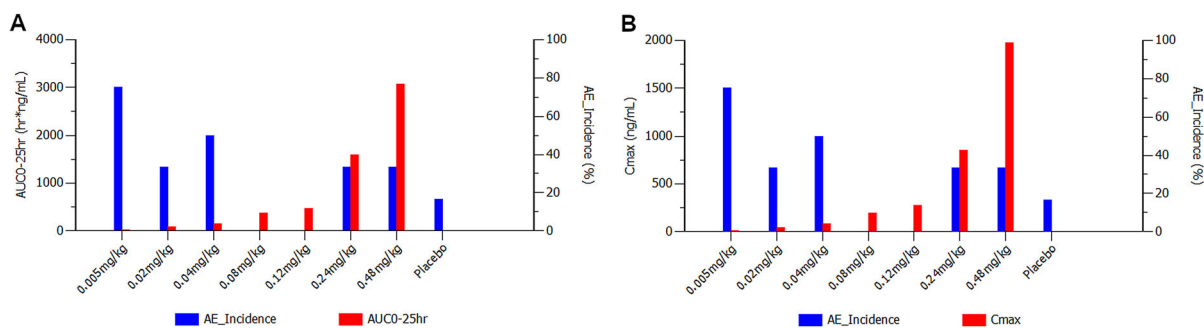 A
AUC0-25hr (hr*ng/mL)
4000
3000
2000
1000
0
100
80
60
40
20
0
AE_Incidence (%)
0.005mg/kg
0.02mg/kg
0.04mg/kg
0.08mg/kg
0.12mg/kg
0.24mg/kg
0.48mg/kg
Placebo
AE_Incidence
AUC0-25hr
B
Cmax (ng/mL)
2000
1500
1000
500
0
100
80
60
40
20
0
AE_Incidence (%)
0.005mg/kg
0.02mg/kg
0.04mg/kg
0.08mg/kg
0.12mg/kg
0.24mg/kg
0.48mg/kg
Placebo
AE_Incidence
Cmax